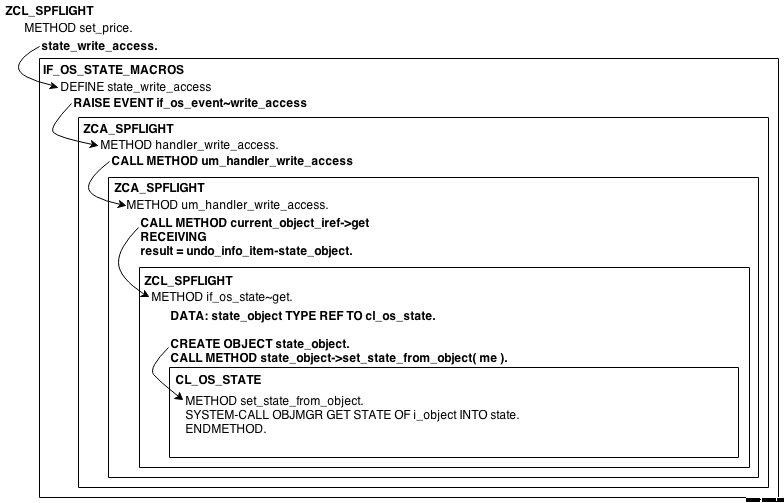 ZCL_SPFLIGHT
METHOD set_price.
state_write_access.
IF_OS_STATE_MACROS
DEFINE state_write_access
RAISE EVENT if_os_event~write_access
ZCA_SPFLIGHT
METHOD handler_write_access.
CALL METHOD um_handler_write_access
ZCA_SPFLIGHT
METHOD um_handler_write_access.
CALL METHOD current_object_iref->get
RECEIVING
result = undo_info_item-state_object.
ZCL_SPFLIGHT
METHOD if_os_state~get.
DATA: state_object TYPE REF TO cl_os_state.
CREATE OBJECT state_object.
CALL METHOD state_object->set_state_from_object( me ).
CL_OS_STATE
METHOD set_state_from_object.
SYSTEM-CALL OBJMGR GET STATE OF i_object INTO state.
ENDMETHOD.